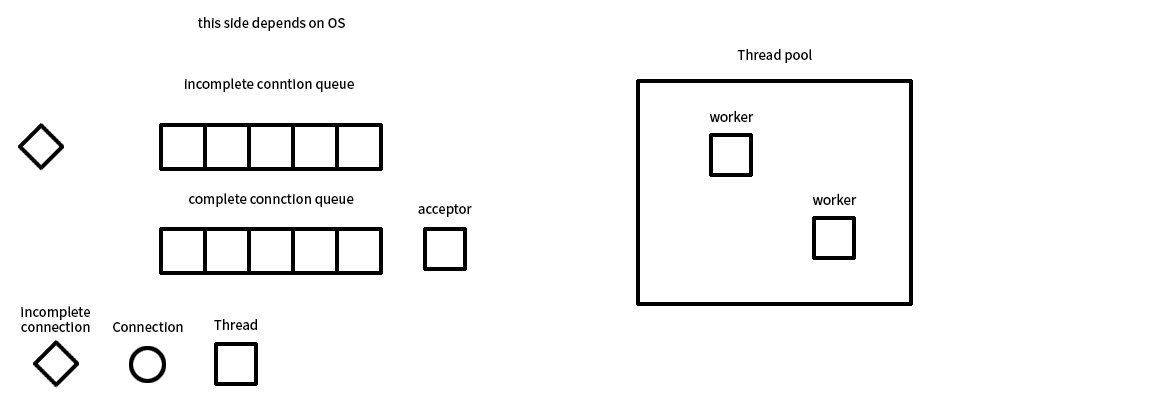 this side depends on OS
Thread pool
incomplete conntion queue
worker
complete connction queue
acceptor
worker
Incomplete
connection
Connection
Thread